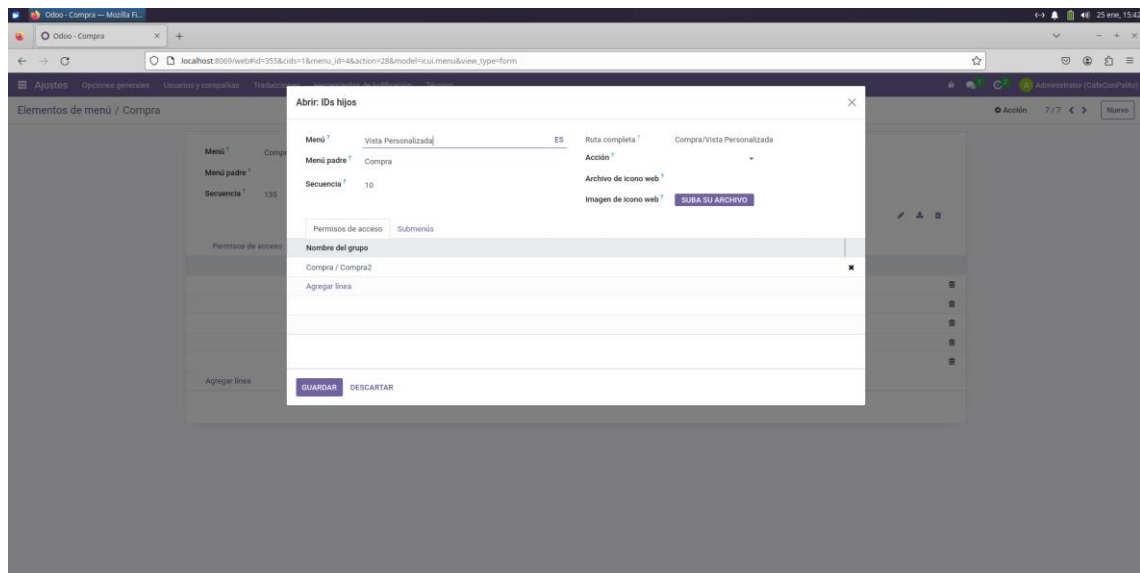 Odoo - Compra — Mozilla Fi...
25 ene, 15:42
Odoo - Compra
localhost:8069/web#id=355&cids=1&menu_id=4&action=28&model=ir.ui.menu&view_type=form
Ajustes Opciones generales Usuarios y compañías Traducciones Herramientas de ludificación Técnico
Administrator (CafeConPalito)
Elementos de menú / Compra
Acción 7 / 7 Nuevo
Abrir: IDs hijos
Menú ? Vista Personalizada ES
Ruta completa ? Compra/Vista Personalizada
Menú padre ? Compra
Acción ?
Secuencia ? 10
Archivo de icono web ?
Imagen de icono web ? SUBA SU ARCHIVO
Menú ?
Menú padre ?
Secuencia ? 135
Permisos de acceso Submenús
Nombre del grupo
Compra / Compra2
Agregar línea
Permisos de acceso
Agregar línea
GUARDAR DESCARTAR